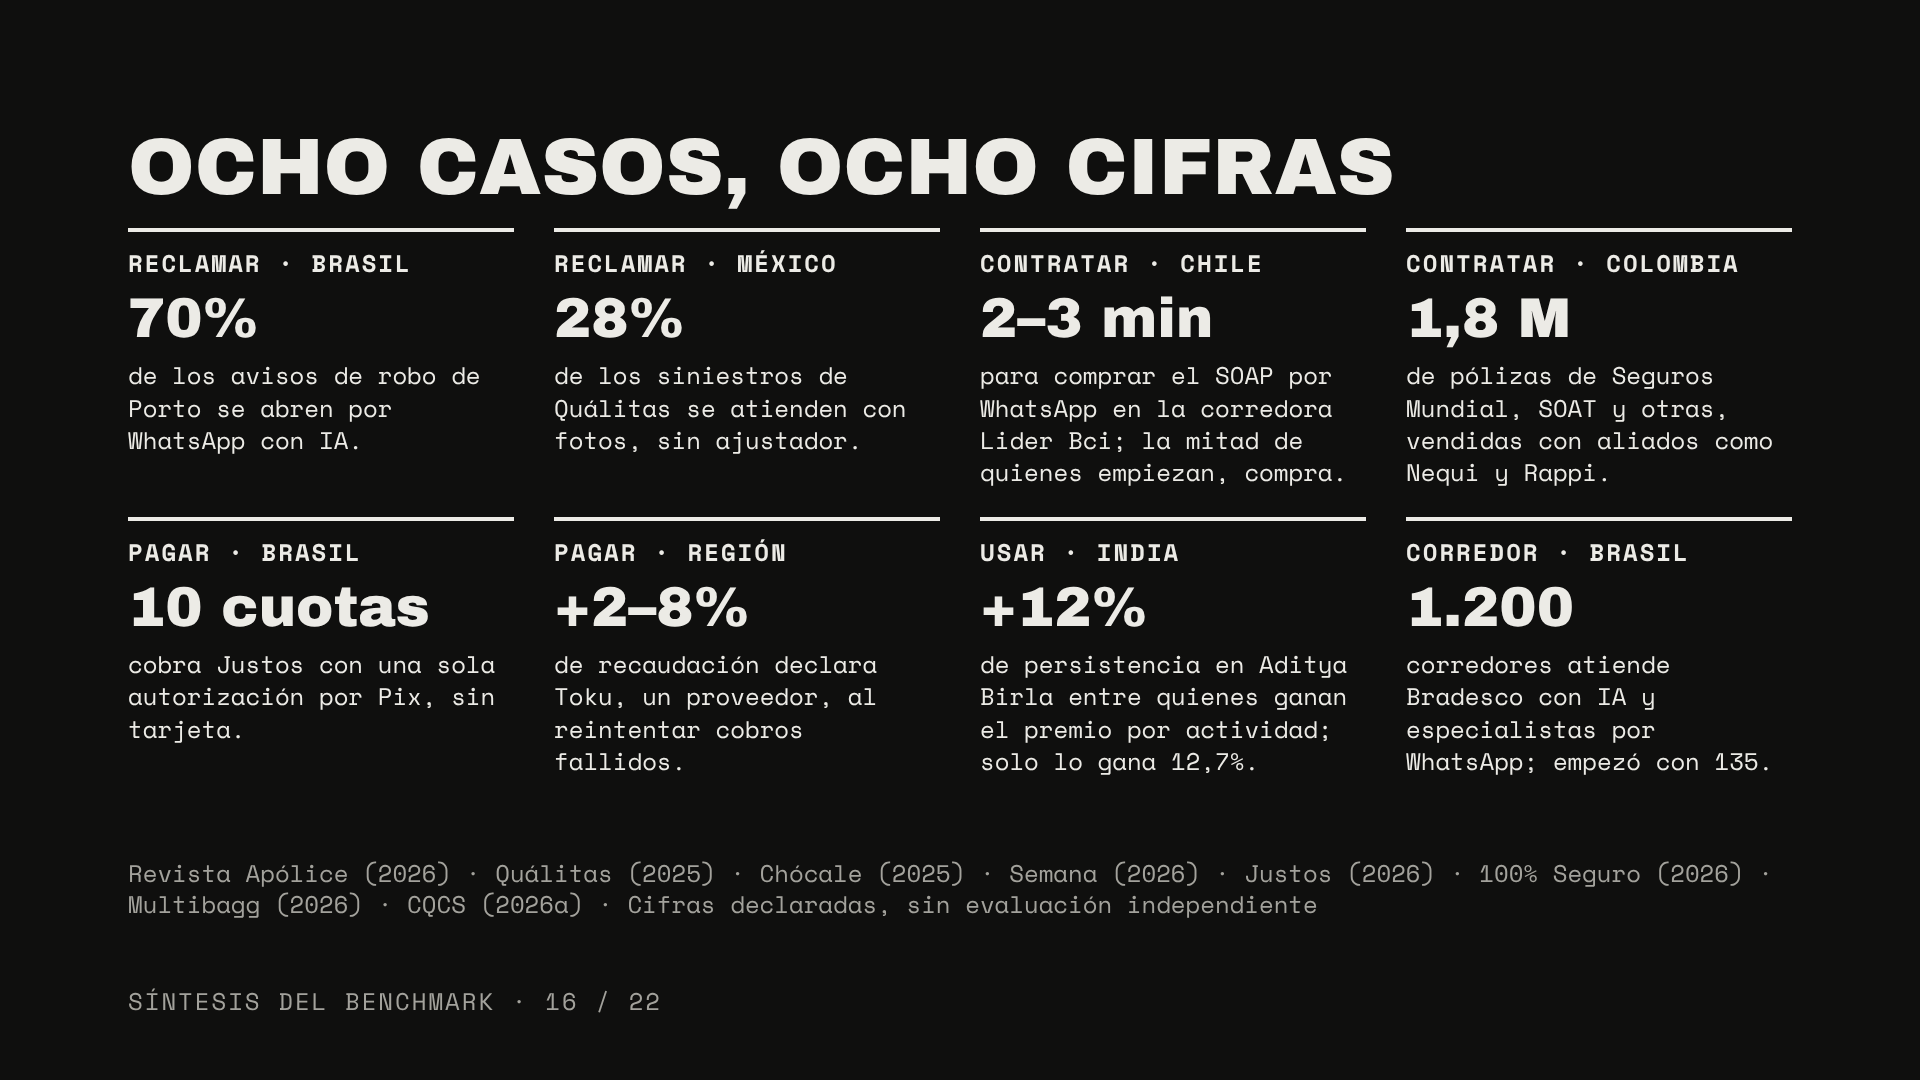 OCHO CASOS, OCHO CIFRAS
RECLAMAR · BRASIL
70%
de los avisos de robo de
Porto se abren por
WhatsApp con IA.
RECLAMAR · MÉXICO
28%
de los siniestros de
Quálitas se atienden con
fotos, sin ajustador.
CONTRATAR · CHILE
2–3 min
para comprar el SOAP por
WhatsApp en la corredora
Lider Bci; la mitad de
quienes empiezan, compra.
CONTRATAR · COLOMBIA
1,8 M
de pólizas de Seguros
Mundial, SOAT y otras,
vendidas con aliados como
Nequi y Rappi.
PAGAR · BRASIL
10 cuotas
cobra Justos con una sola
autorización por Pix, sin
tarjeta.
PAGAR · REGIÓN
+2–8%
de recaudación declara
Toku, un proveedor, al
reintentar cobros
fallidos.
USAR · INDIA
+12%
de persistencia en Aditya
Birla entre quienes ganan
el premio por actividad;
solo lo gana 12,7%.
CORREDOR · BRASIL
1.200
corredores atiende
Bradesco con IA y
especialistas por
WhatsApp; empezó con 135.
Revista Apólice (2026) · Quálitas (2025) · Chócale (2025) · Semana (2026) · Justos (2026) · 100% Seguro (2026) ·
Multibagg (2026) · CQCS (2026a) · Cifras declaradas, sin evaluación independiente
SÍNTESIS DEL BENCHMARK · 16 / 22